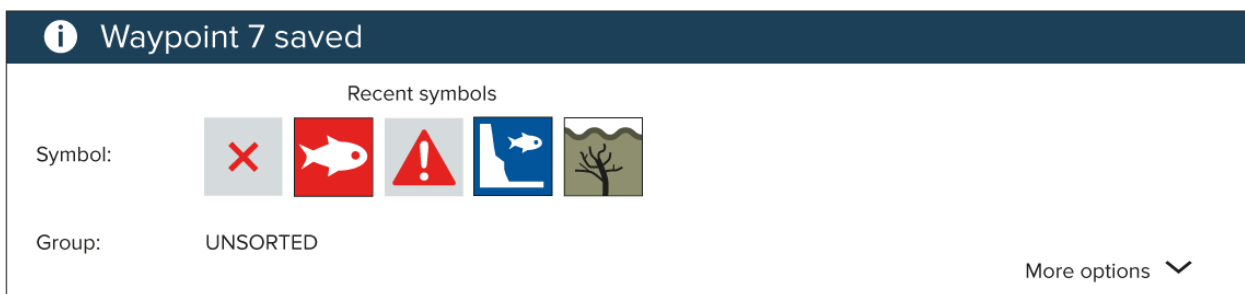 Waypoint 7 saved
Recent symbols
Symbol:
Group: UNSORTED
More options